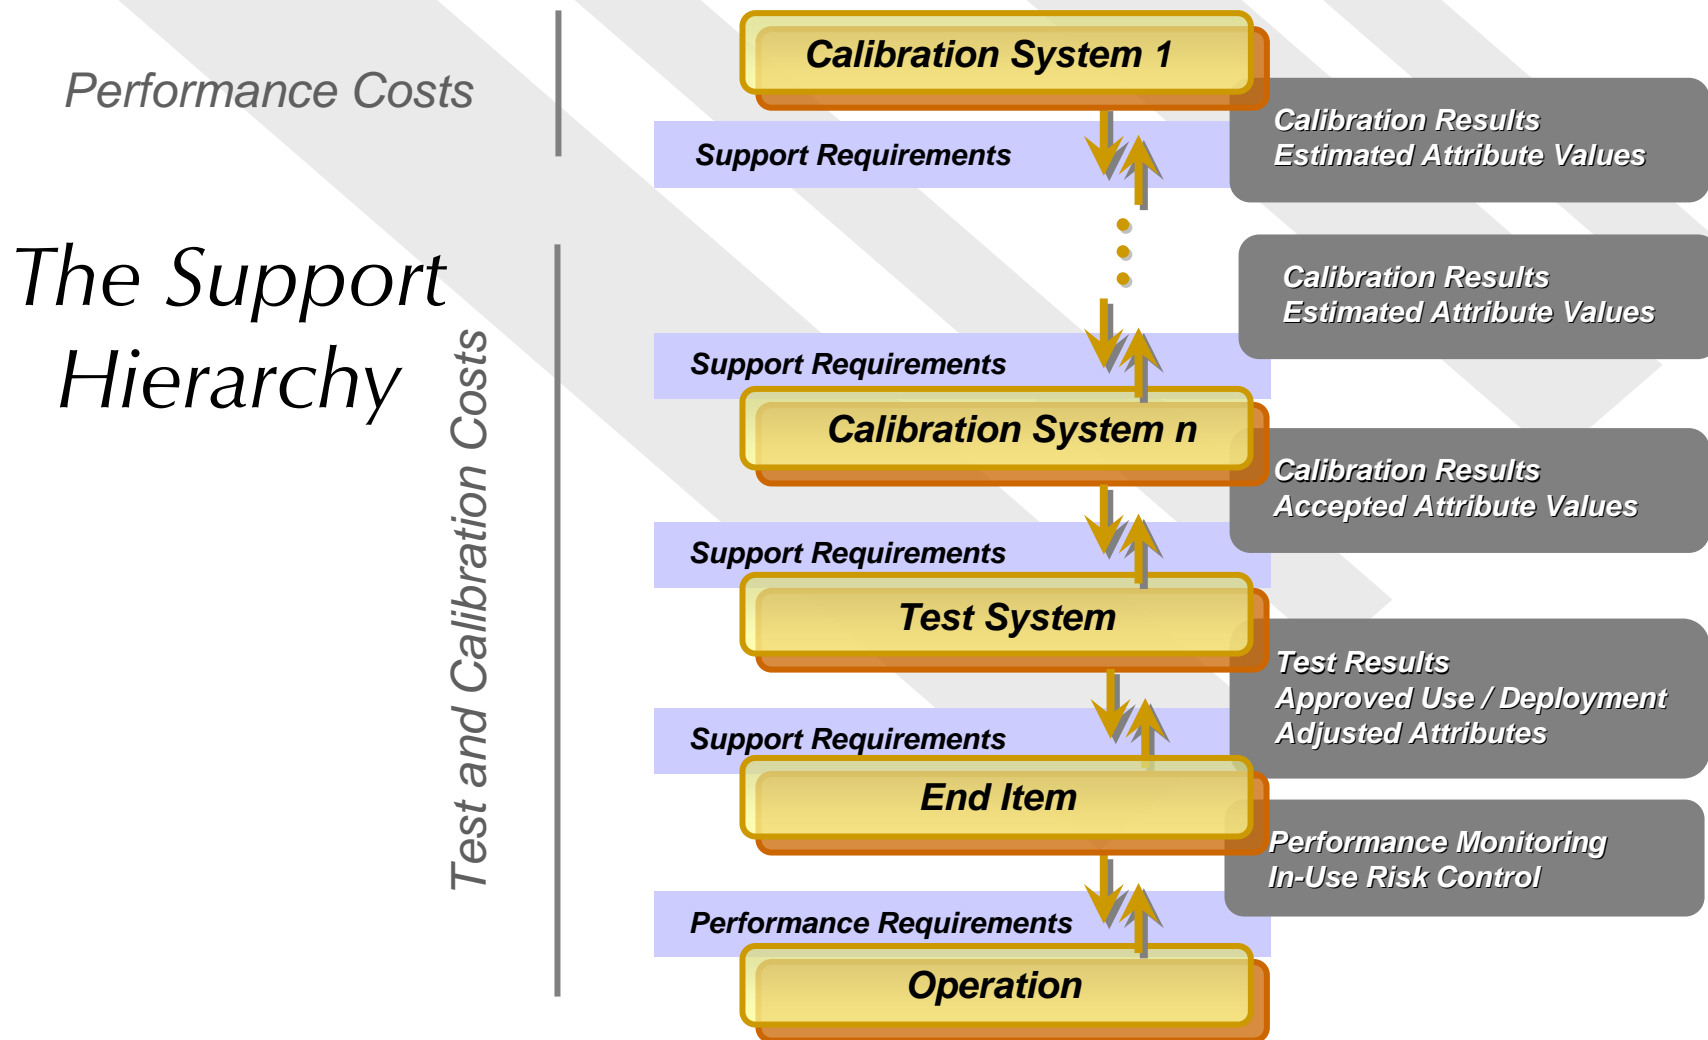 Performance Costs
The Support
Hierarchy
Test and Calibration Costs
Calibration System 1
Support Requirements
Calibration Results
Estimated Attribute Values
Calibration Results
Estimated Attribute Values
Support Requirements
Calibration System n
Calibration Results
Accepted Attribute Values
Support Requirements
Test System
Test Results
Approved Use / Deployment
Adjusted Attributes
Support Requirements
End Item
Performance Monitoring
In-Use Risk Control
Performance Requirements
Operation